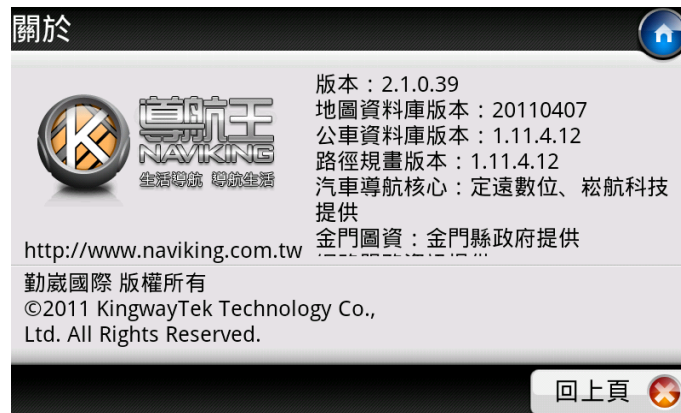 關於
導航王
NAVIKING
生活導航 導航生活
http://www.naviking.com.tw
版本：2.1.0.39
地圖資料庫版本：20110407
公車資料庫版本：1.11.4.12
路徑規畫版本：1.11.4.12
汽車導航核心：定遠數位、崧航科技
提供
金門圖資：金門縣政府提供
勤崴國際 版權所有
©2011 KingwayTek Technology Co.,
Ltd. All Rights Reserved.
回上頁